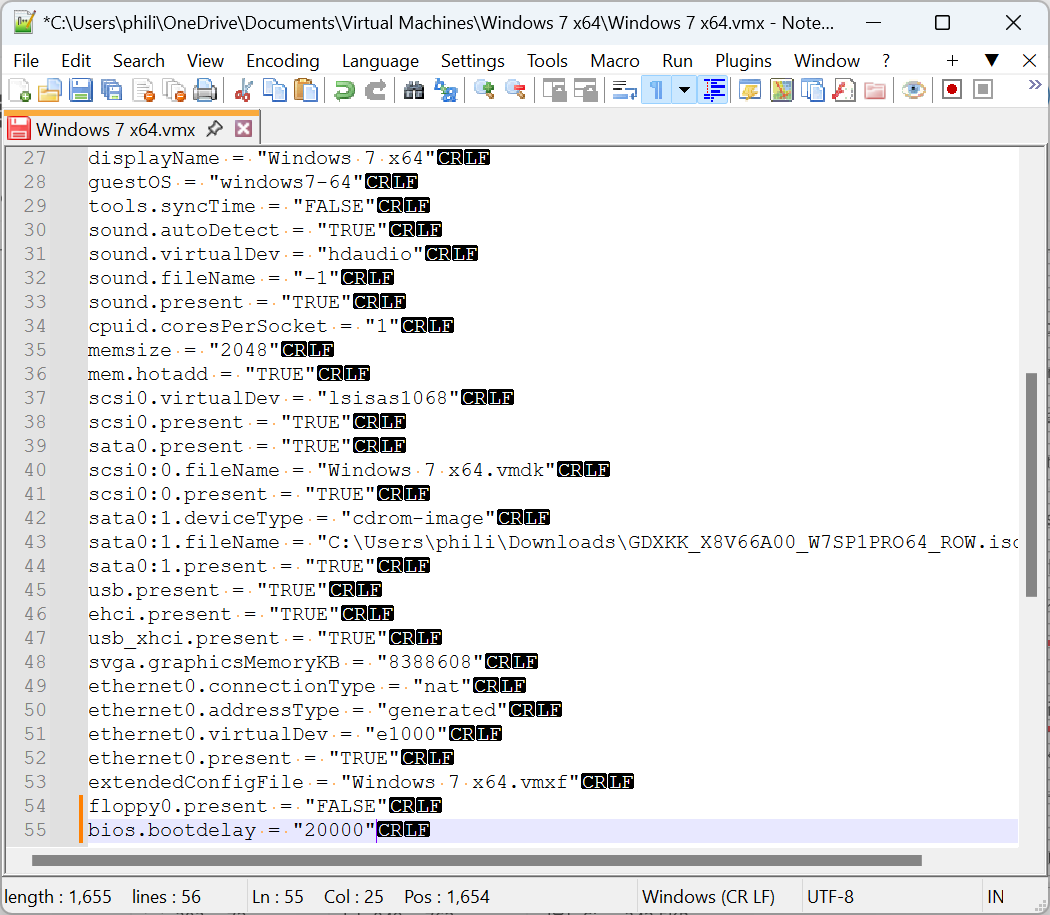 *C:\Users\phili\OneDrive\Documents\Virtual Machines\Windows 7 x64\Windows 7 x64.vmx - Note...
File Edit Search View Encoding Language Settings Tools Macro Run Plugins Window ? + ▼ ✕
Windows 7 x64.vmx
27 displayName = "Windows 7 x64"CRLF
28 guestOS = "windows7-64"CRLF
29 tools.syncTime = "FALSE"CRLF
30 sound.autoDetect = "TRUE"CRLF
31 sound.virtualDev = "hdaudio"CRLF
32 sound.fileName = "-1"CRLF
33 sound.present = "TRUE"CRLF
34 cpuid.coresPerSocket = "1"CRLF
35 memsize = "2048"CRLF
36 mem.hotadd = "TRUE"CRLF
37 scsi0.virtualDev = "lsisas1068"CRLF
38 scsi0.present = "TRUE"CRLF
39 sata0.present = "TRUE"CRLF
40 scsi0:0.fileName = "Windows 7 x64.vmdk"CRLF
41 scsi0:0.present = "TRUE"CRLF
42 sata0:1.deviceType = "cdrom-image"CRLF
43 sata0:1.fileName = "C:\Users\phili\Downloads\GDXKK_X8V66A00_W7SP1PRO64_ROW.iso
44 sata0:1.present = "TRUE"CRLF
45 usb.present = "TRUE"CRLF
46 ehci.present = "TRUE"CRLF
47 usb_xhci.present = "TRUE"CRLF
48 svga.graphicsMemoryKB = "8388608"CRLF
49 ethernet0.connectionType = "nat"CRLF
50 ethernet0.addressType = "generated"CRLF
51 ethernet0.virtualDev = "e1000"CRLF
52 ethernet0.present = "TRUE"CRLF
53 extendedConfigFile = "Windows 7 x64.vmxf"CRLF
54 floppy0.present = "FALSE"CRLF
55 bios.bootdelay = "20000"CRLF
length : 1,655 lines : 56 Ln : 55 Col : 25 Pos : 1,654 Windows (CR LF) UTF-8 IN